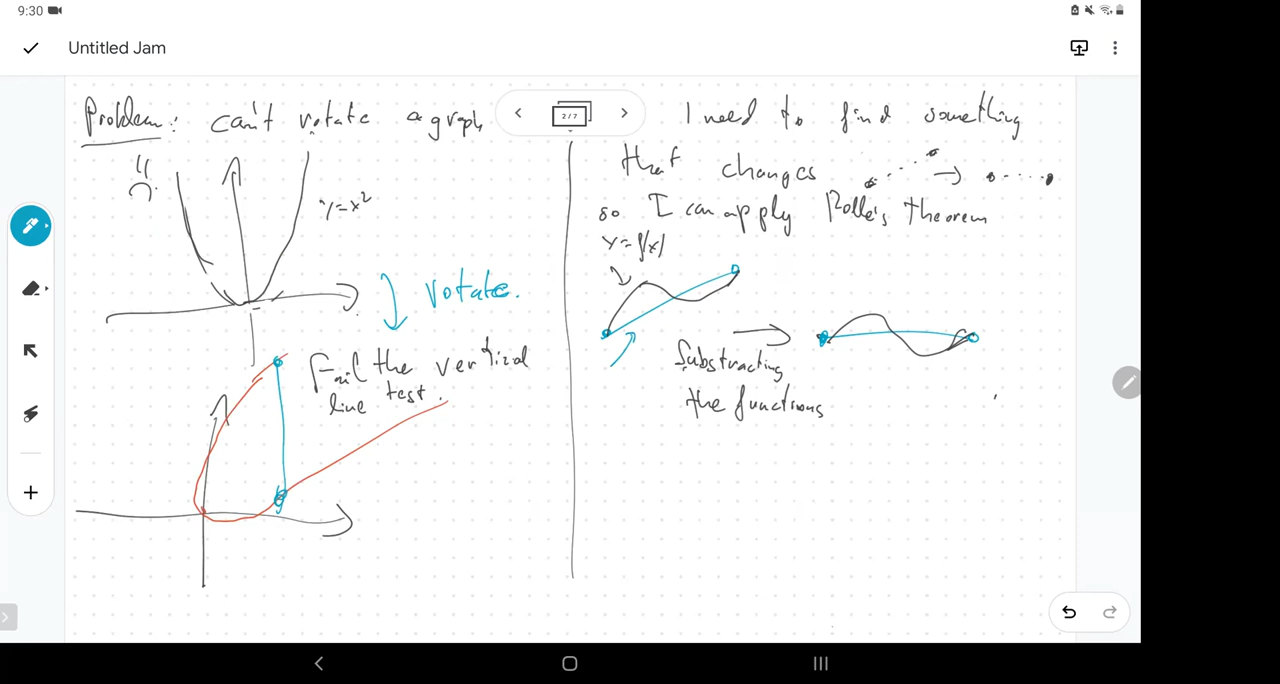 9:30
Untitled Jam
2/7
Problem: can't rotate a graph
y=x²
rotate.
Fail the vertical
line test.
I need to find something
that changes
so I can apply Rolle's theorem
y=f(x)
Substracting
the functions